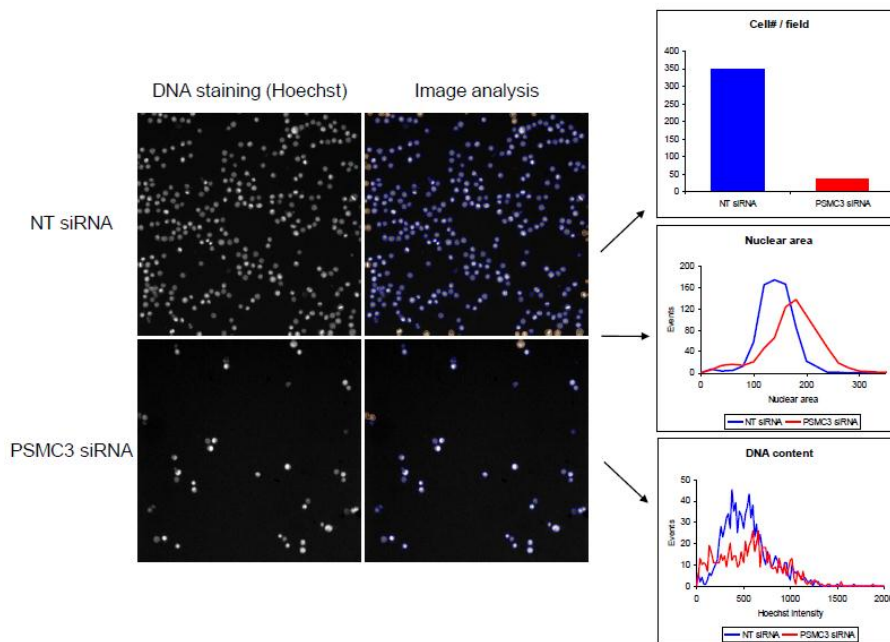 Cell# / field
400
350
300
250
200
150
100
50
0
NT siRNA PSMC3 siRNA
DNA staining (Hoechst) Image analysis
NT siRNA
PSMC3 siRNA
Nuclear area
200
160
120
80
40
0
Events
0 100 200 300
Nuclear area
NT siRNA PSMC3 siRNA
DNA content
50
40
30
20
10
0
Events
0 500 1000 1500 2000
Hoechst intensity
NT siRNA PSMC3 siRNA